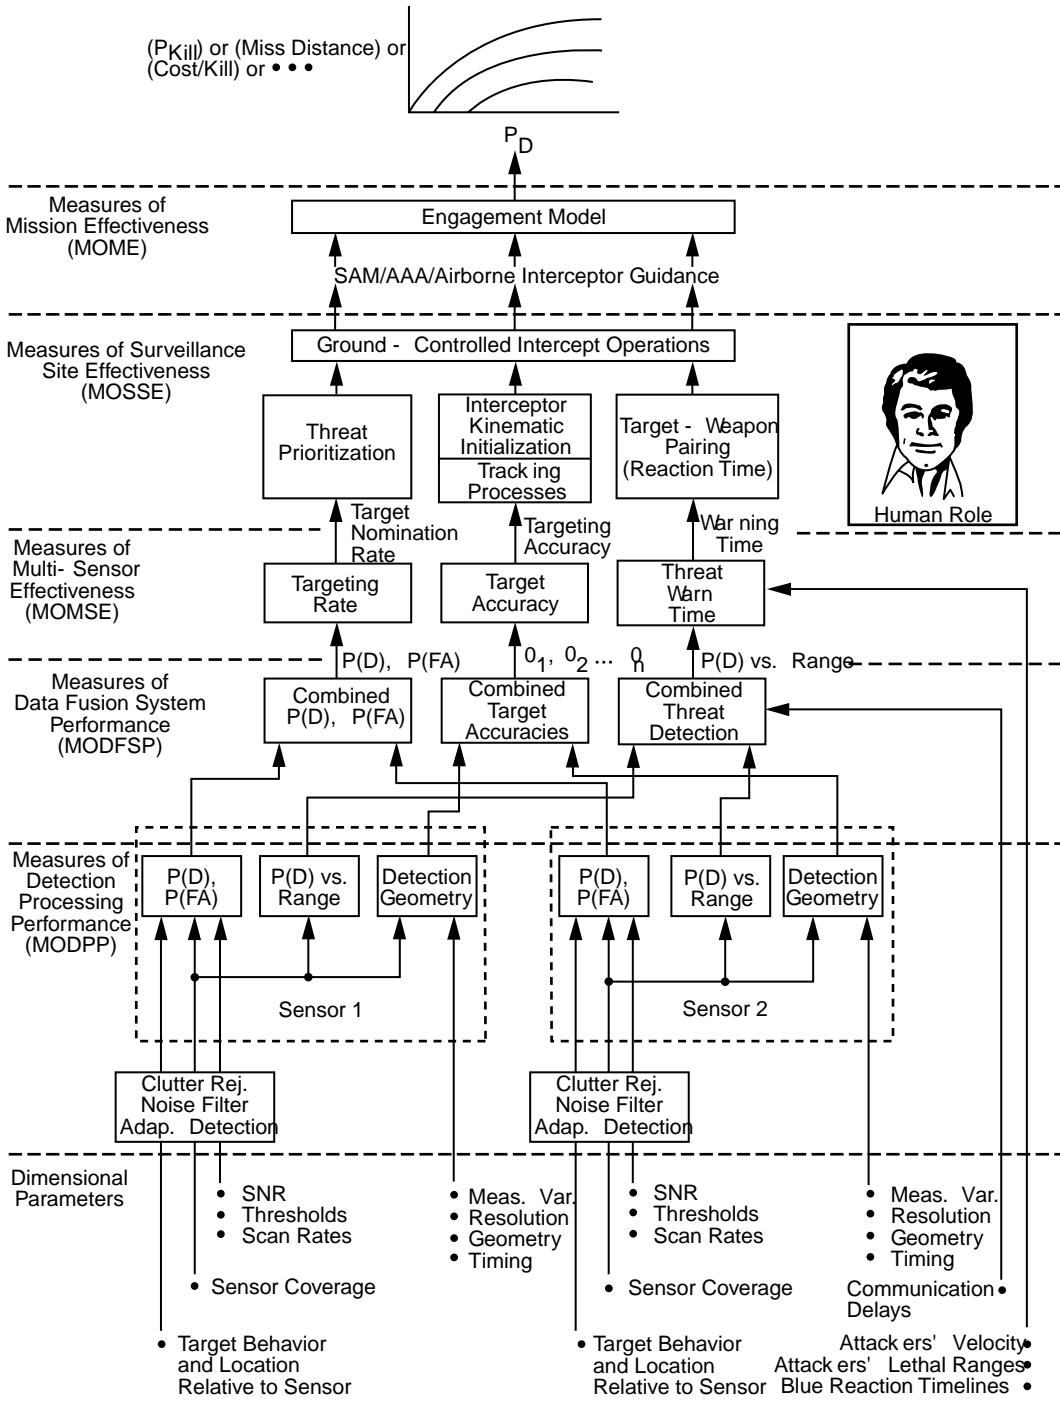 (PKill) or (Miss Distance) or
(Cost/Kill) or • • •
PD
Measures of
Mission Effectiveness
(MOME)
Engagement Model
SAM/AAA/Airborne Interceptor Guidance
Measures of Surveillance
Site Effectiveness
(MOSSE)
Ground - Controlled Intercept Operations
Threat
Prioritization
Interceptor
Kinematic
Initialization
Tracking
Processes
Target - Weapon
Pairing
(Reaction Time)
Human Role
Target
Nomination
Rate
Targeting
Accuracy
Warning
Time
Measures of
Multi- Sensor
Effectiveness
(MOMSE)
Targeting
Rate
Target
Accuracy
Threat
Warn
Time
P(D), P(FA)
01, 02 ... 0n
P(D) vs. Range
Measures of
Data Fusion System
Performance
(MODFSP)
Combined
P(D), P(FA)
Combined
Target
Accuracies
Combined
Threat
Detection
Measures of
Detection
Processing
Performance
(MODPP)
P(D),
P(FA)
P(D) vs.
Range
Detection
Geometry
Sensor 1
P(D),
P(FA)
P(D) vs.
Range
Detection
Geometry
Sensor 2
Clutter Rej.
Noise Filter
Adap. Detection
Clutter Rej.
Noise Filter
Adap. Detection
Dimensional
Parameters
• SNR
• Thresholds
• Scan Rates
• Meas. Var.
• Resolution
• Geometry
• Timing
• SNR
• Thresholds
• Scan Rates
• Meas. Var.
• Resolution
• Geometry
• Timing
• Sensor Coverage
• Sensor Coverage
Communication •
Delays
• Target Behavior
and Location
Relative to Sensor
• Target Behavior
and Location
Relative to Sensor
Attackers' Velocity •
Attackers' Lethal Ranges •
Blue Reaction Timelines •